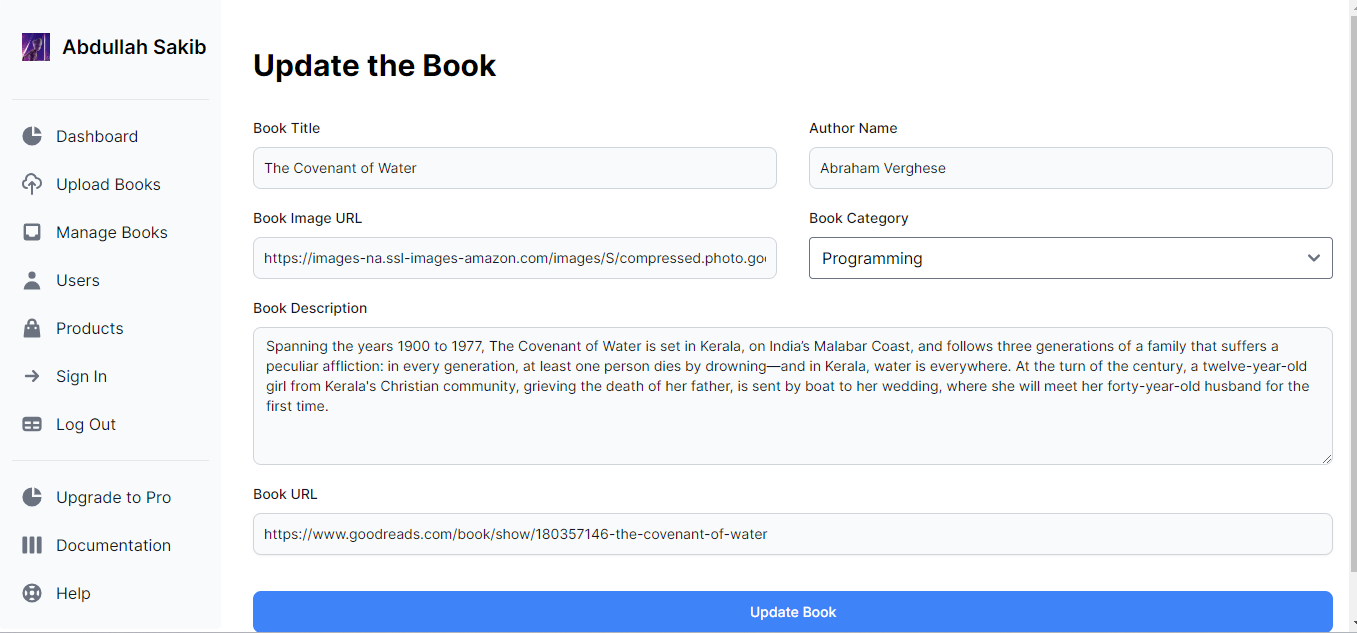 Abdullah Sakib
Dashboard
Upload Books
Manage Books
Users
Products
Sign In
Log Out
Upgrade to Pro
Documentation
Help
Update the Book
Book Title
The Covenant of Water
Author Name
Abraham Verghese
Book Image URL
https://images-na.ssl-images-amazon.com/images/S/compressed.photo.goo
Book Category
Programming
Book Description
Spanning the years 1900 to 1977, The Covenant of Water is set in Kerala, on India’s Malabar Coast, and follows three generations of a family that suffers a
peculiar affliction: in every generation, at least one person dies by drowning—and in Kerala, water is everywhere. At the turn of the century, a twelve-year-old
girl from Kerala's Christian community, grieving the death of her father, is sent by boat to her wedding, where she will meet her forty-year-old husband for the
first time.
Book URL
https://www.goodreads.com/book/show/180357146-the-covenant-of-water
Update Book